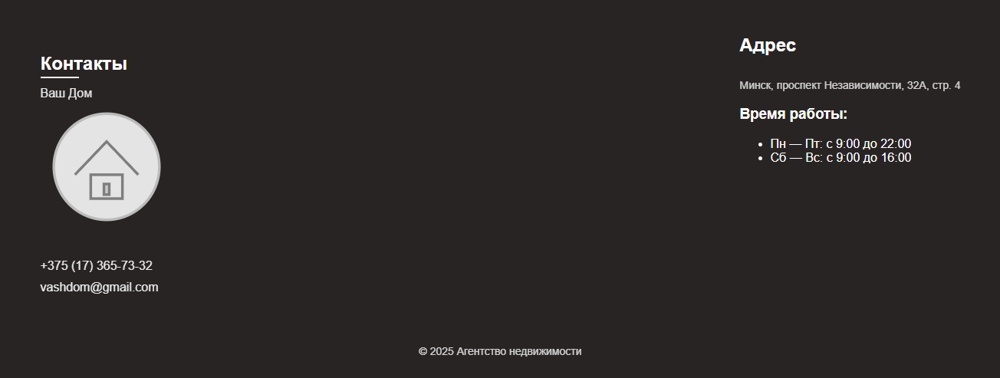 Контакты
Ваш Дом
+375 (17) 365-73-32
vashdom@gmail.com
Адрес
Минск, проспект Независимости, 32А, стр. 4
Время работы:
• Пн — Пт: с 9:00 до 22:00
• Сб — Вс: с 9:00 до 16:00
© 2025 Агентство недвижимости